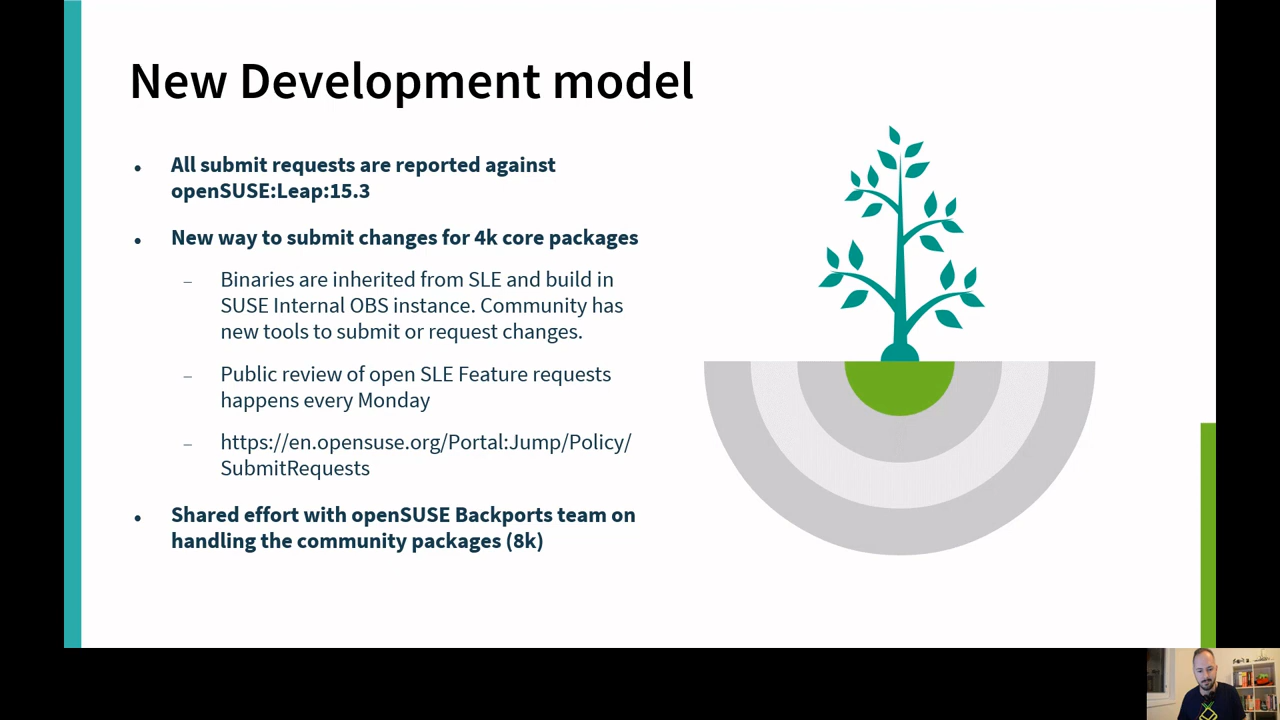 New Development model
● All submit requests are reported against
openSUSE:Leap:15.3
● New way to submit changes for 4k core packages
– Binaries are inherited from SLE and build in
SUSE Internal OBS instance. Community has
new tools to submit or request changes.
– Public review of open SLE Feature requests
happens every Monday
– https://en.opensuse.org/Portal:Jump/Policy/
SubmitRequests
● Shared effort with openSUSE Backports team on
handling the community packages (8k)